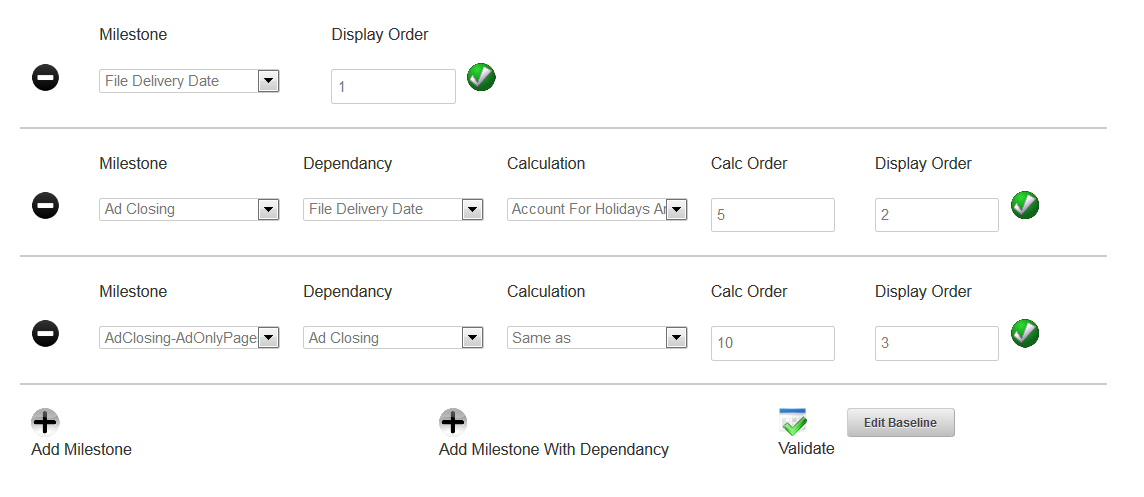 Milestone Display Order
File Delivery Date 1
Milestone Dependancy Calculation Calc Order Display Order
Ad Closing File Delivery Date Account For Holidays Ar 5 2
Milestone Dependancy Calculation Calc Order Display Order
AdClosing-AdOnlyPage Ad Closing Same as 10 3
Edit Baseline
Add Milestone Add Milestone With Dependancy Validate